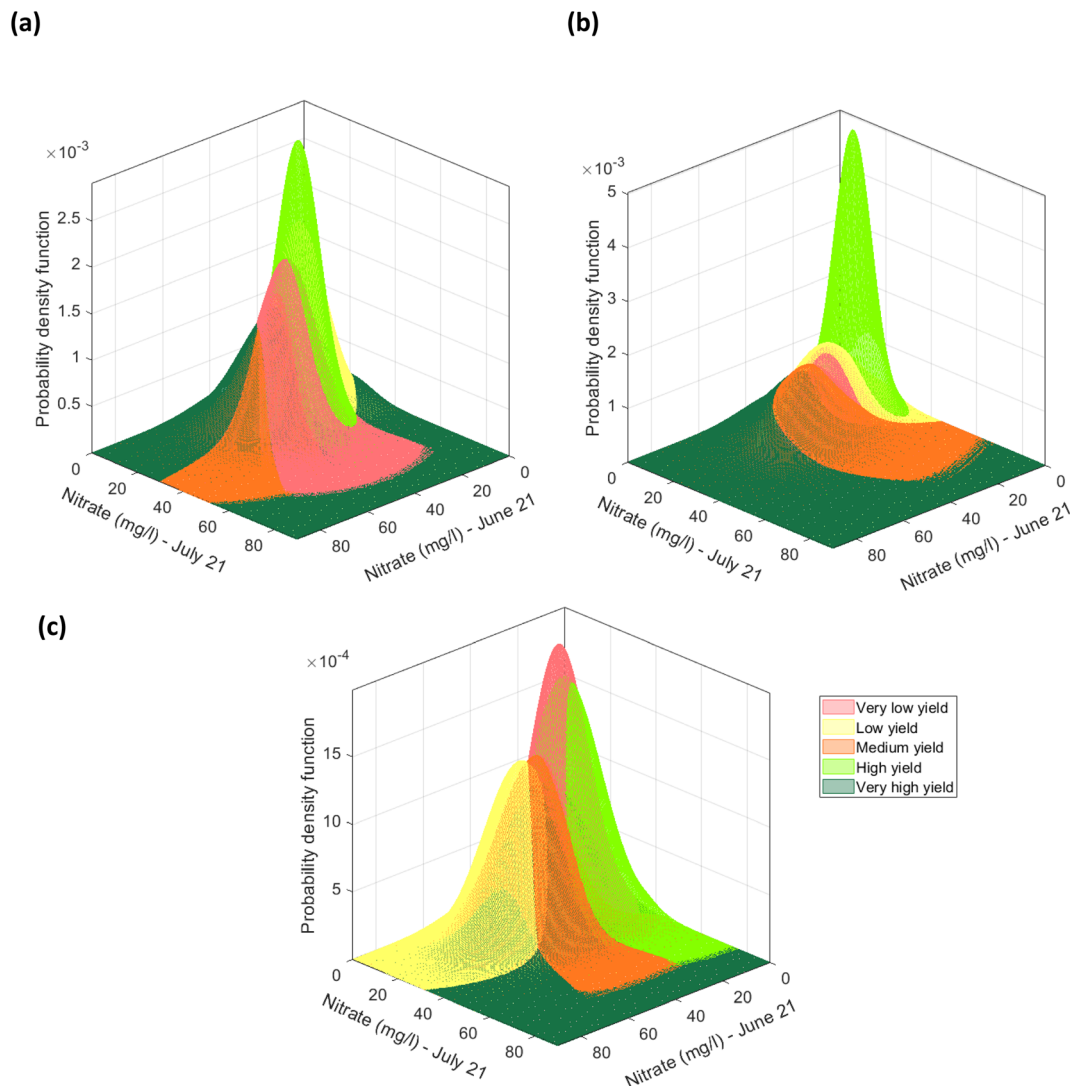 (a)
(b)
×10-3
2.5
2
1.5
1
0.5
Probability density function
0
20
40
60
80
Nitrate (mg/l) - July 21
80
60
40
20
0
Nitrate (mg/l) - June 21
×10-3
5
4
3
2
1
Probability density function
0
20
40
60
80
Nitrate (mg/l) - July 21
80
60
40
20
0
Nitrate (mg/l) - June 21
(c)
×10-4
15
10
5
Probability density function
0
20
40
60
80
Nitrate (mg/l) - July 21
80
60
40
20
0
Nitrate (mg/l) - June 21
Very low yield
Low yield
Medium yield
High yield
Very high yield